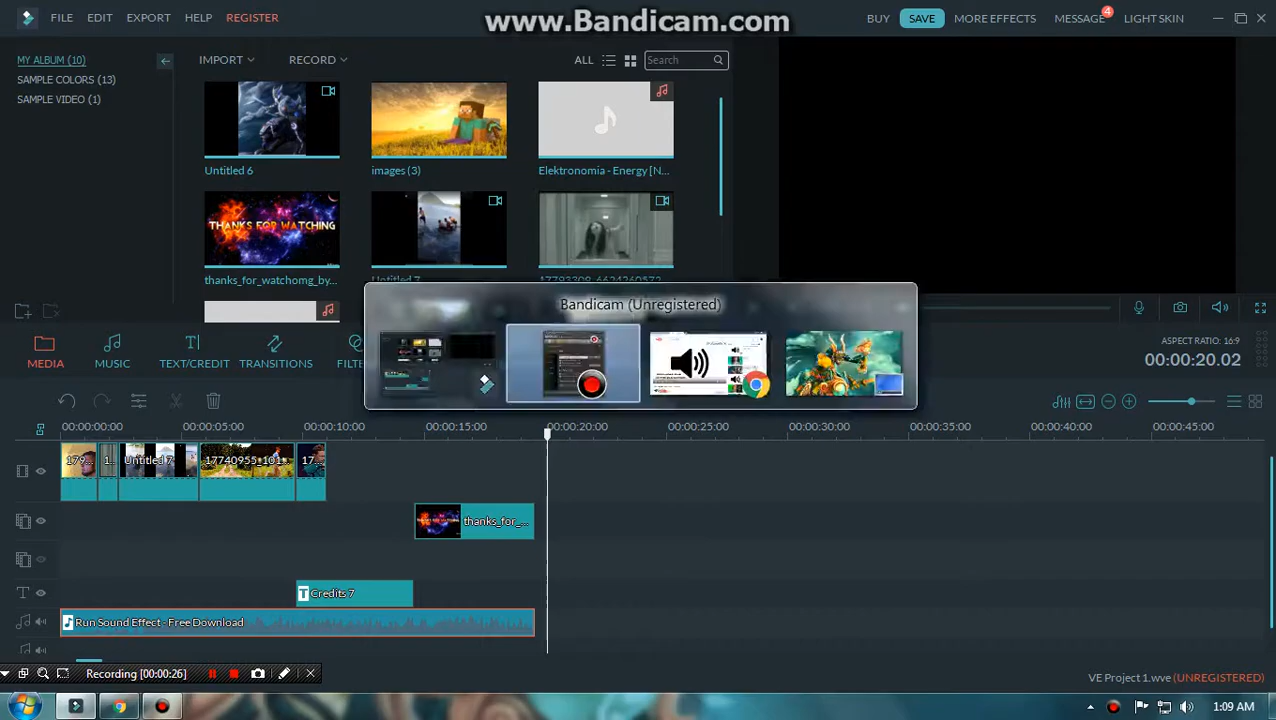 www.Bandicam.com
FILE EDIT EXPORT HELP REGISTER
BUY SAVE MORE EFFECTS MESSAGE 4 LIGHT SKIN
MY ALBUM (10)
SAMPLE COLORS (13)
SAMPLE VIDEO (1)
IMPORT RECORD ALL Search
Untitled 6 images (3) Elektronomia - Energy [N...
THANKS FOR WATCHING
thanks_for_watchomg_by... Untitled 7
Bandicam (Unregistered)
MEDIA MUSIC TEXT/CREDIT
ASPECT RATIO: 16:9
00:00:20.02
00:00:00:00 00:00:05:00 00:00:10:00 00:00:15:00 00:00:20:00 00:00:25:00 00:00:30:00 00:00:35:00 00:00:40:00 00:00:45:00
179... 1... Untitled 7 17740955_101... 17...
thanks_for_...
Credits 7
Run Sound Effect - Free Download
Recording [00:00:26]
VE Project 1.wve (UNREGISTERED)
1:09 AM